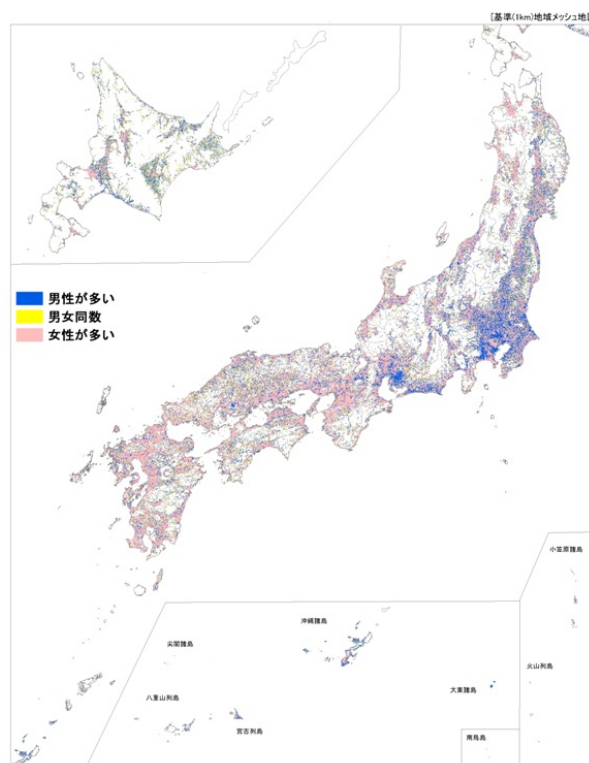 [基準(1km)地域メッシュ地図]
男性が多い
男女同数
女性が多い
小笠原諸島
沖縄諸島
尖閣諸島
火山列島
大東諸島
八重山列島
宮古列島
南鳥島